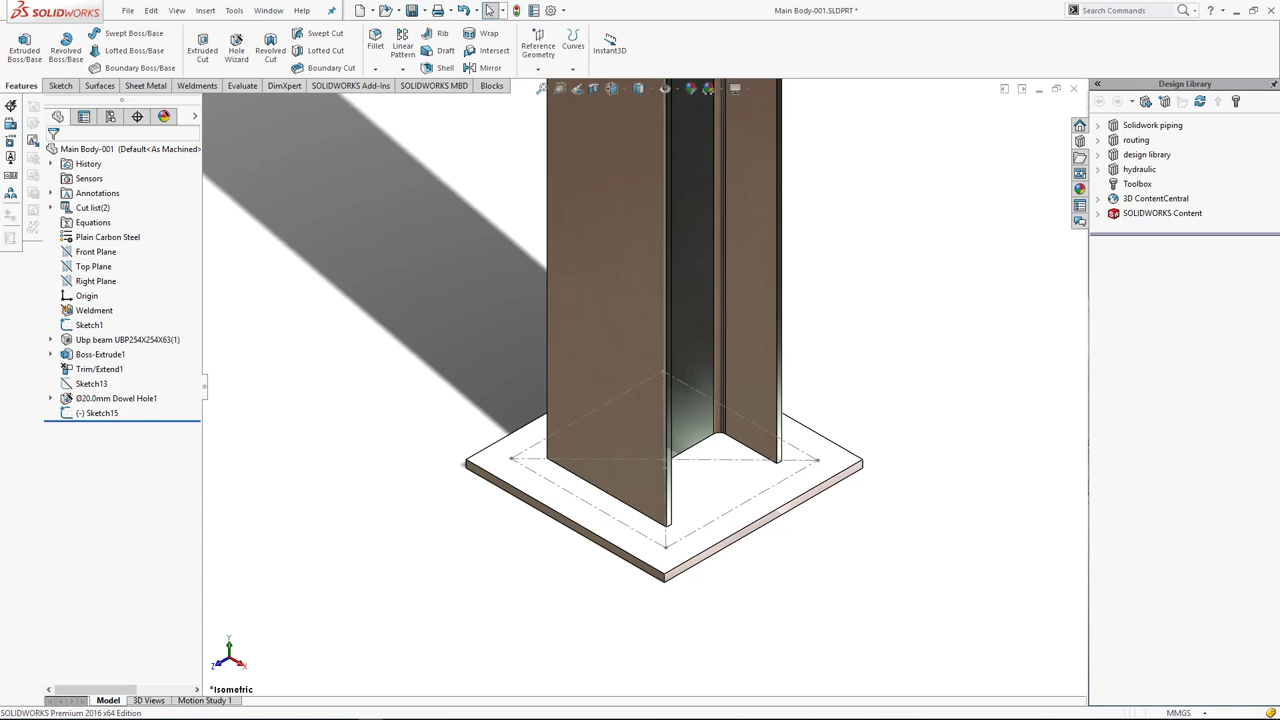 SOLIDWORKS
File Edit View Insert Tools Window Help
Main Body-001.SLDPRT *
Search Commands
Extruded Boss/Base
Revolved Boss/Base
Swept Boss/Base
Lofted Boss/Base
Boundary Boss/Base
Extruded Cut
Hole Wizard
Revolved Cut
Swept Cut
Lofted Cut
Boundary Cut
Fillet
Linear Pattern
Rib
Draft
Shell
Wrap
Intersect
Mirror
Reference Geometry
Curves
Instant3D
Features Sketch Surfaces Sheet Metal Weldments Evaluate DimXpert SOLIDWORKS Add-Ins SOLIDWORKS MBD Blocks
Main Body-001 (Default<As Machined>
History
Sensors
Annotations
Cut list(2)
Equations
Plain Carbon Steel
Front Plane
Top Plane
Right Plane
Origin
Weldment
Sketch1
Ubp beam UBP254X254X63(1)
Boss-Extrude1
Trim/Extend1
Sketch13
Ø20.0mm Dowel Hole1
(-) Sketch15
Y
Z
X
*Isometric
Design Library
Solidwork piping
routing
design library
hydraulic
Toolbox
3D ContentCentral
SOLIDWORKS Content
Model 3D Views Motion Study 1
SOLIDWORKS Premium 2016 x64 Edition
MMGS